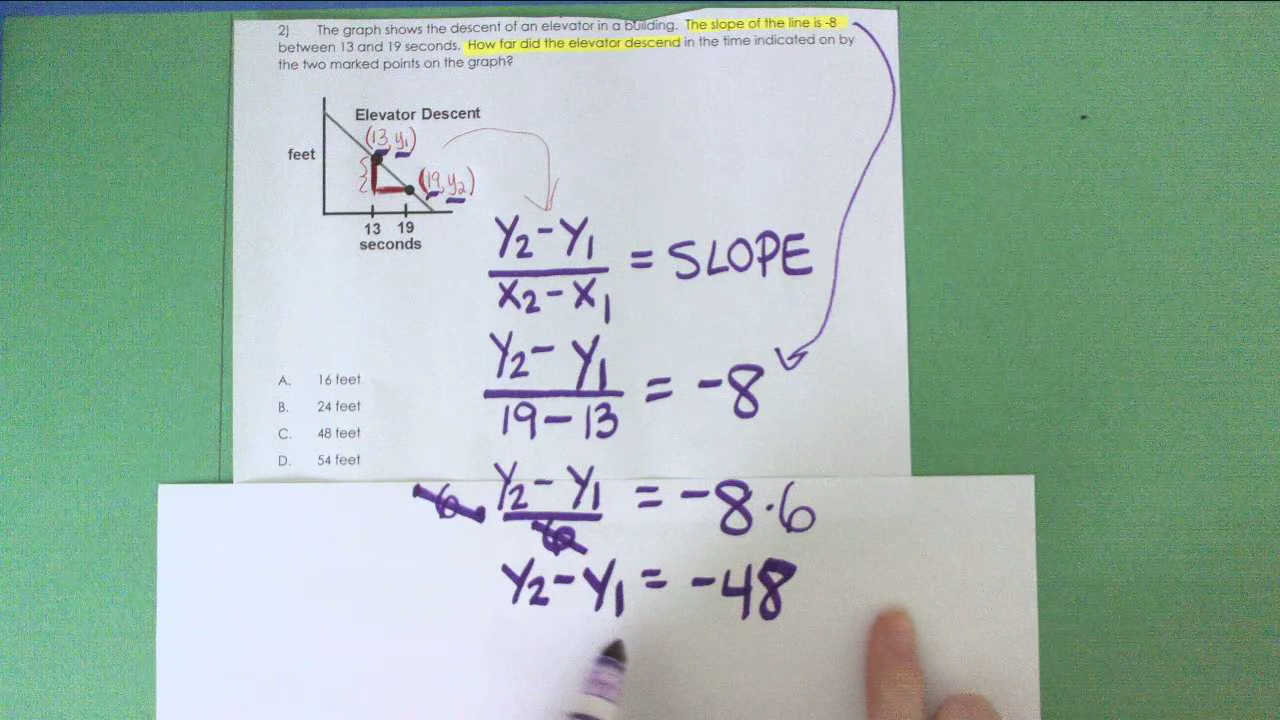 2) The graph shows the descent of an elevator in a building. The slope of the line is -8
between 13 and 19 seconds. How far did the elevator descend in the time indicated on by
the two marked points on the graph?
Elevator Descent
(13, y₁)
feet
(19, y₂)
13 19
seconds
Y₂ - Y₁
X₂ - X₁
= SLOPE
Y₂ - Y₁
19 - 13
= -8
A. 16 feet
B. 24 feet
C. 48 feet
D. 54 feet
6 · Y₂ - Y₁
6
= -8 · 6
Y₂ - Y₁ = -48